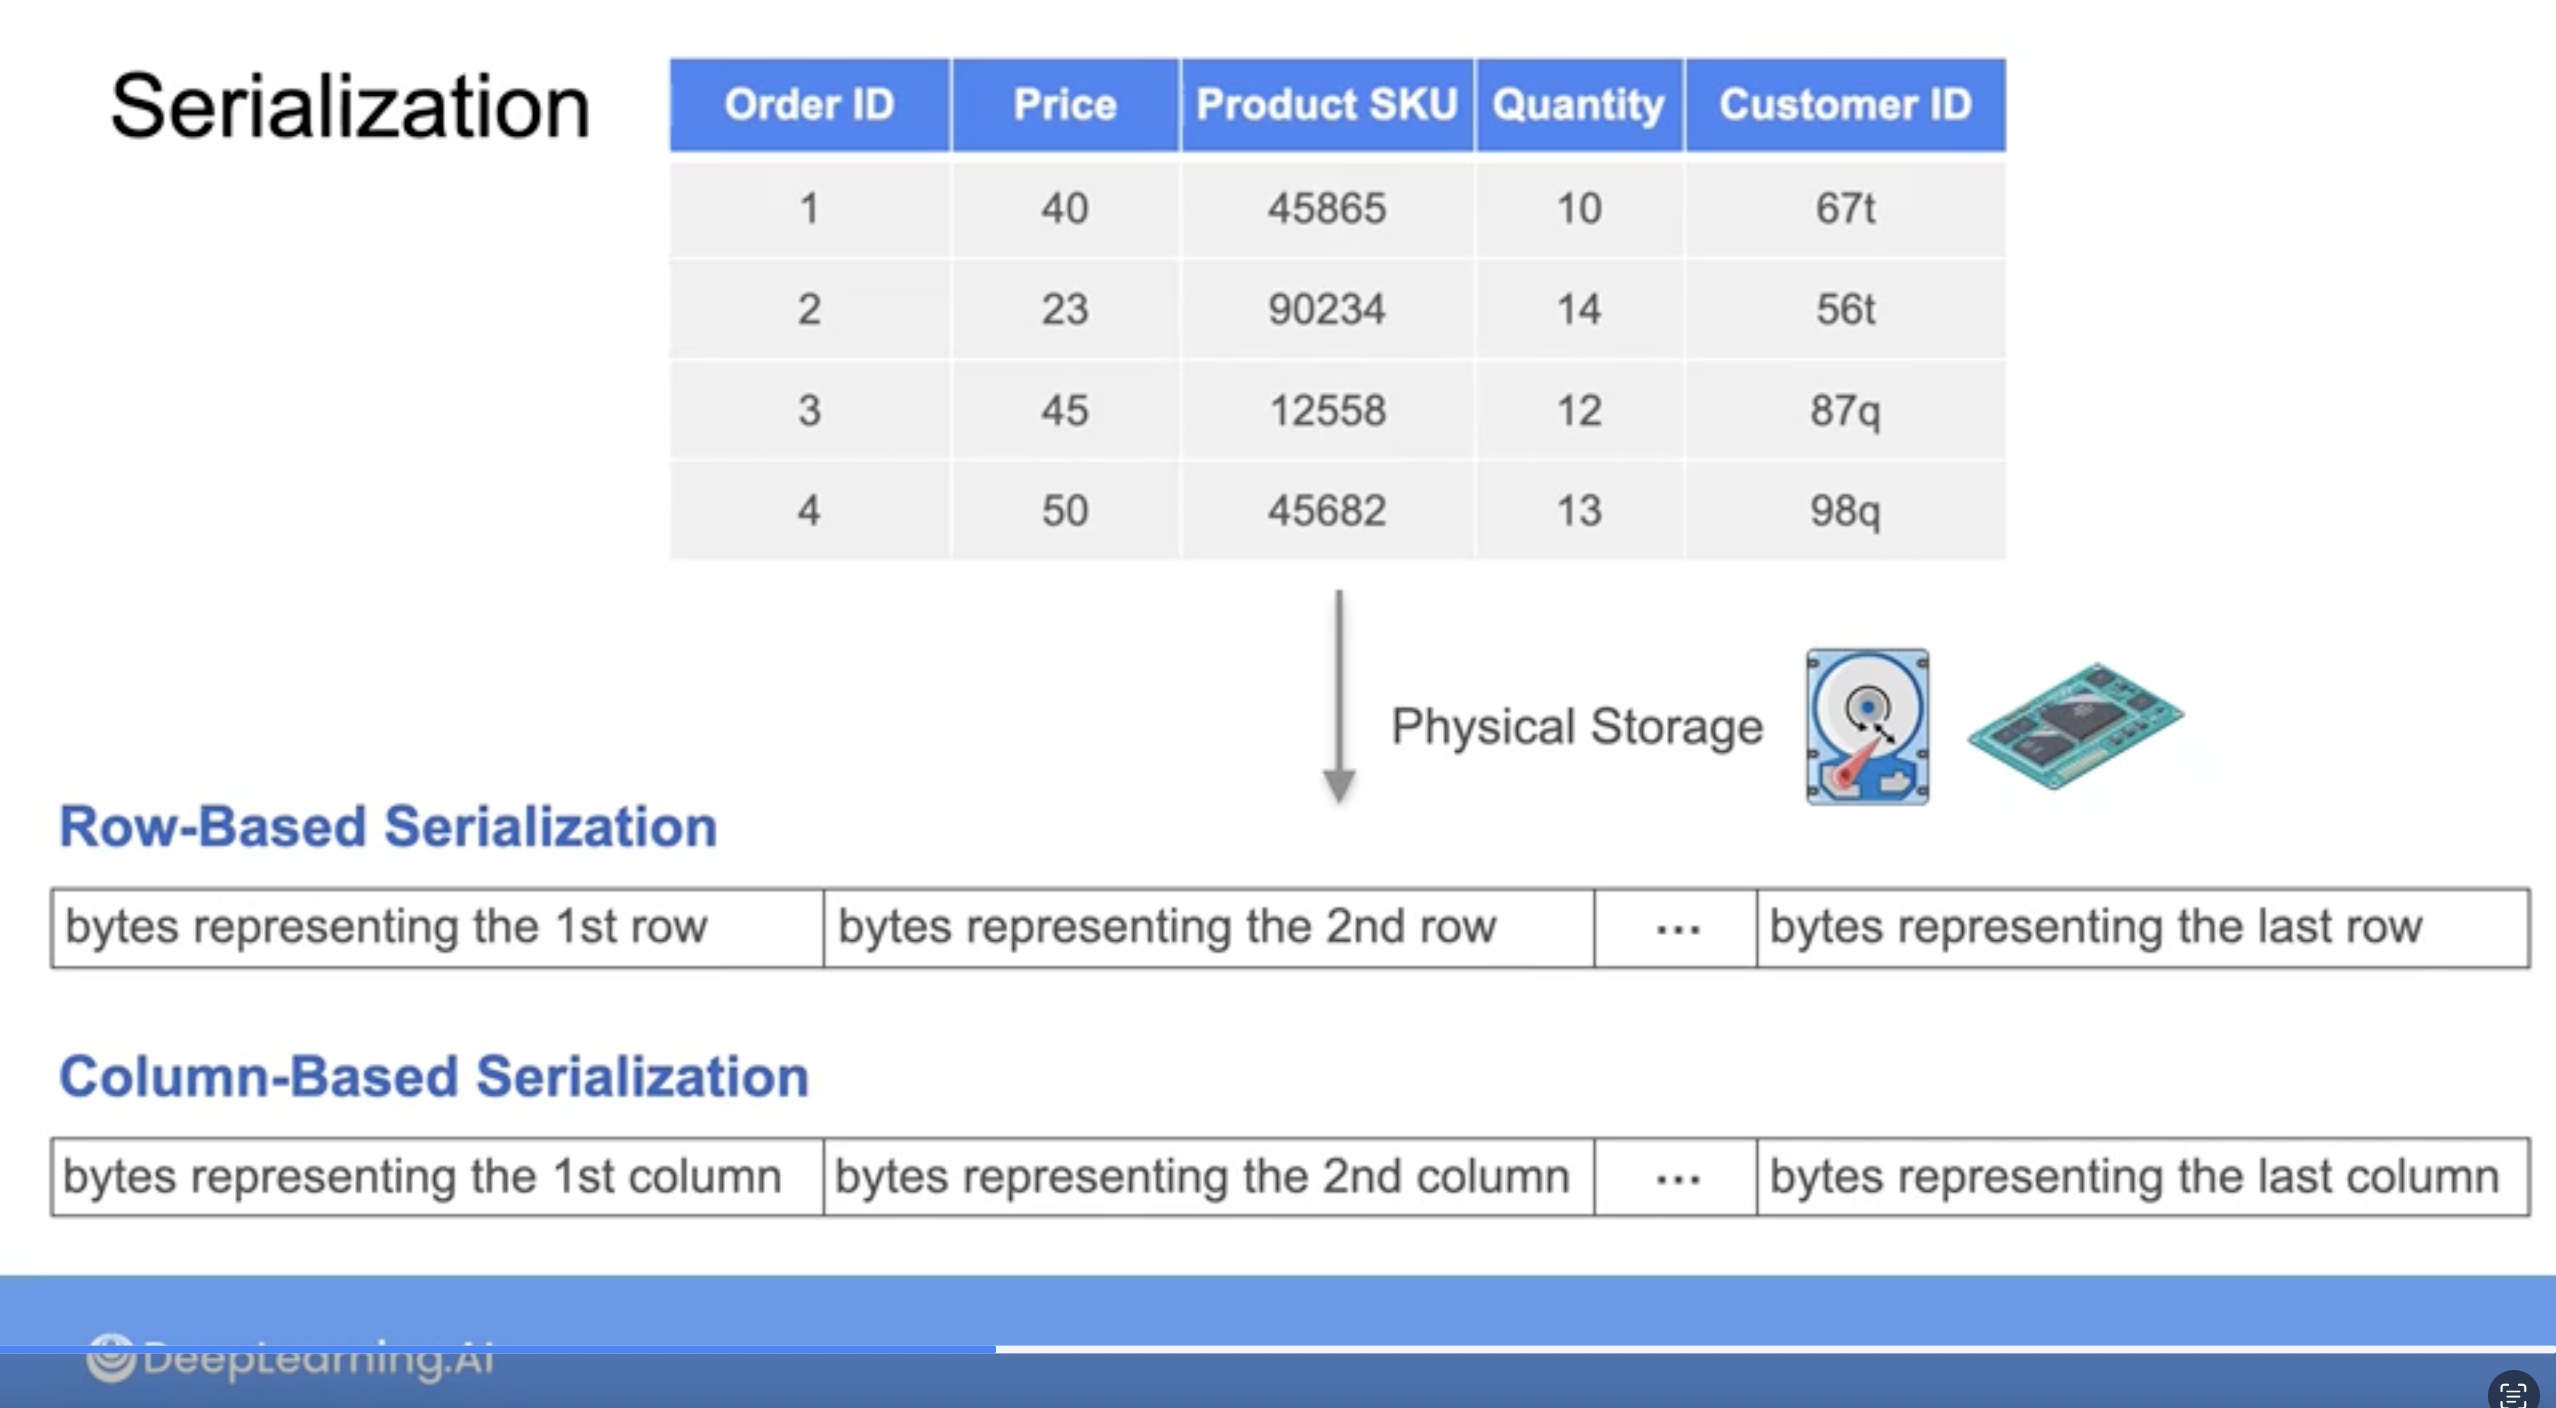 Serialization
Order ID Price Product SKU Quantity Customer ID
1 40 45865 10 67t
2 23 90234 14 56t
3 45 12558 12 87q
4 50 45682 13 98q
Physical Storage
Row-Based Serialization
bytes representing the 1st row bytes representing the 2nd row ... bytes representing the last row
Column-Based Serialization
bytes representing the 1st column bytes representing the 2nd column ... bytes representing the last column
DeepLearning.AI